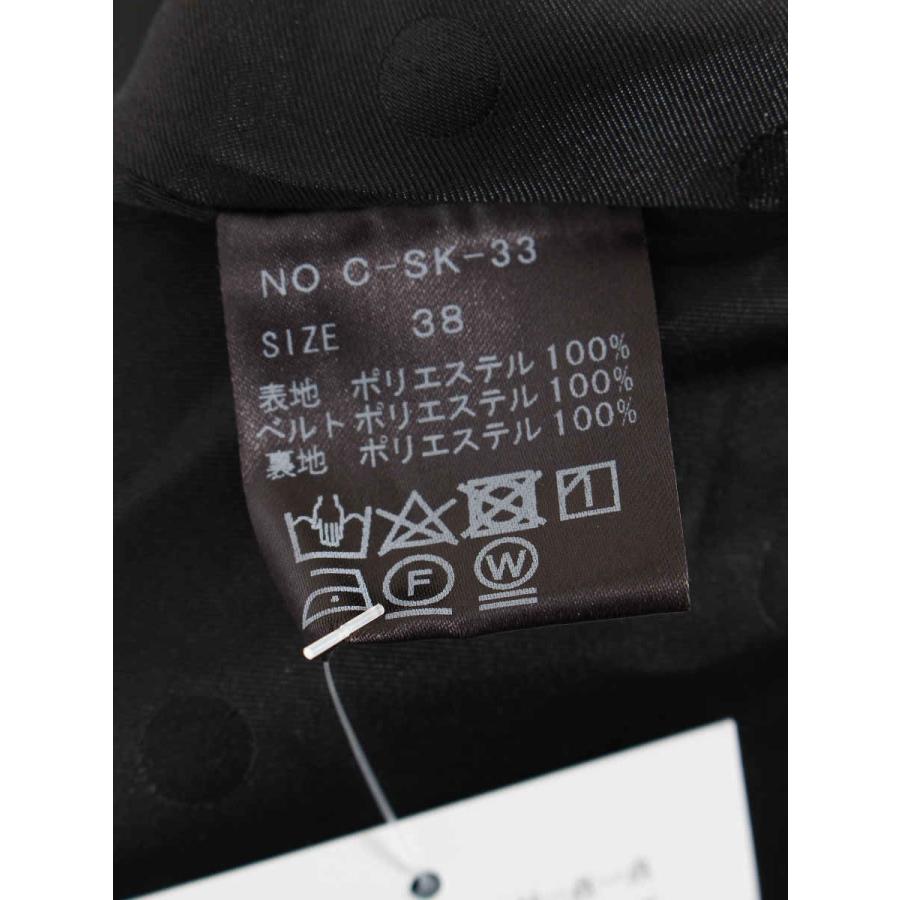 NO C-SK-33
SIZE 38
表地 ポリエステル 100%
ベルト ポリエステル 100%
裏地 ポリエステル 100%
F W